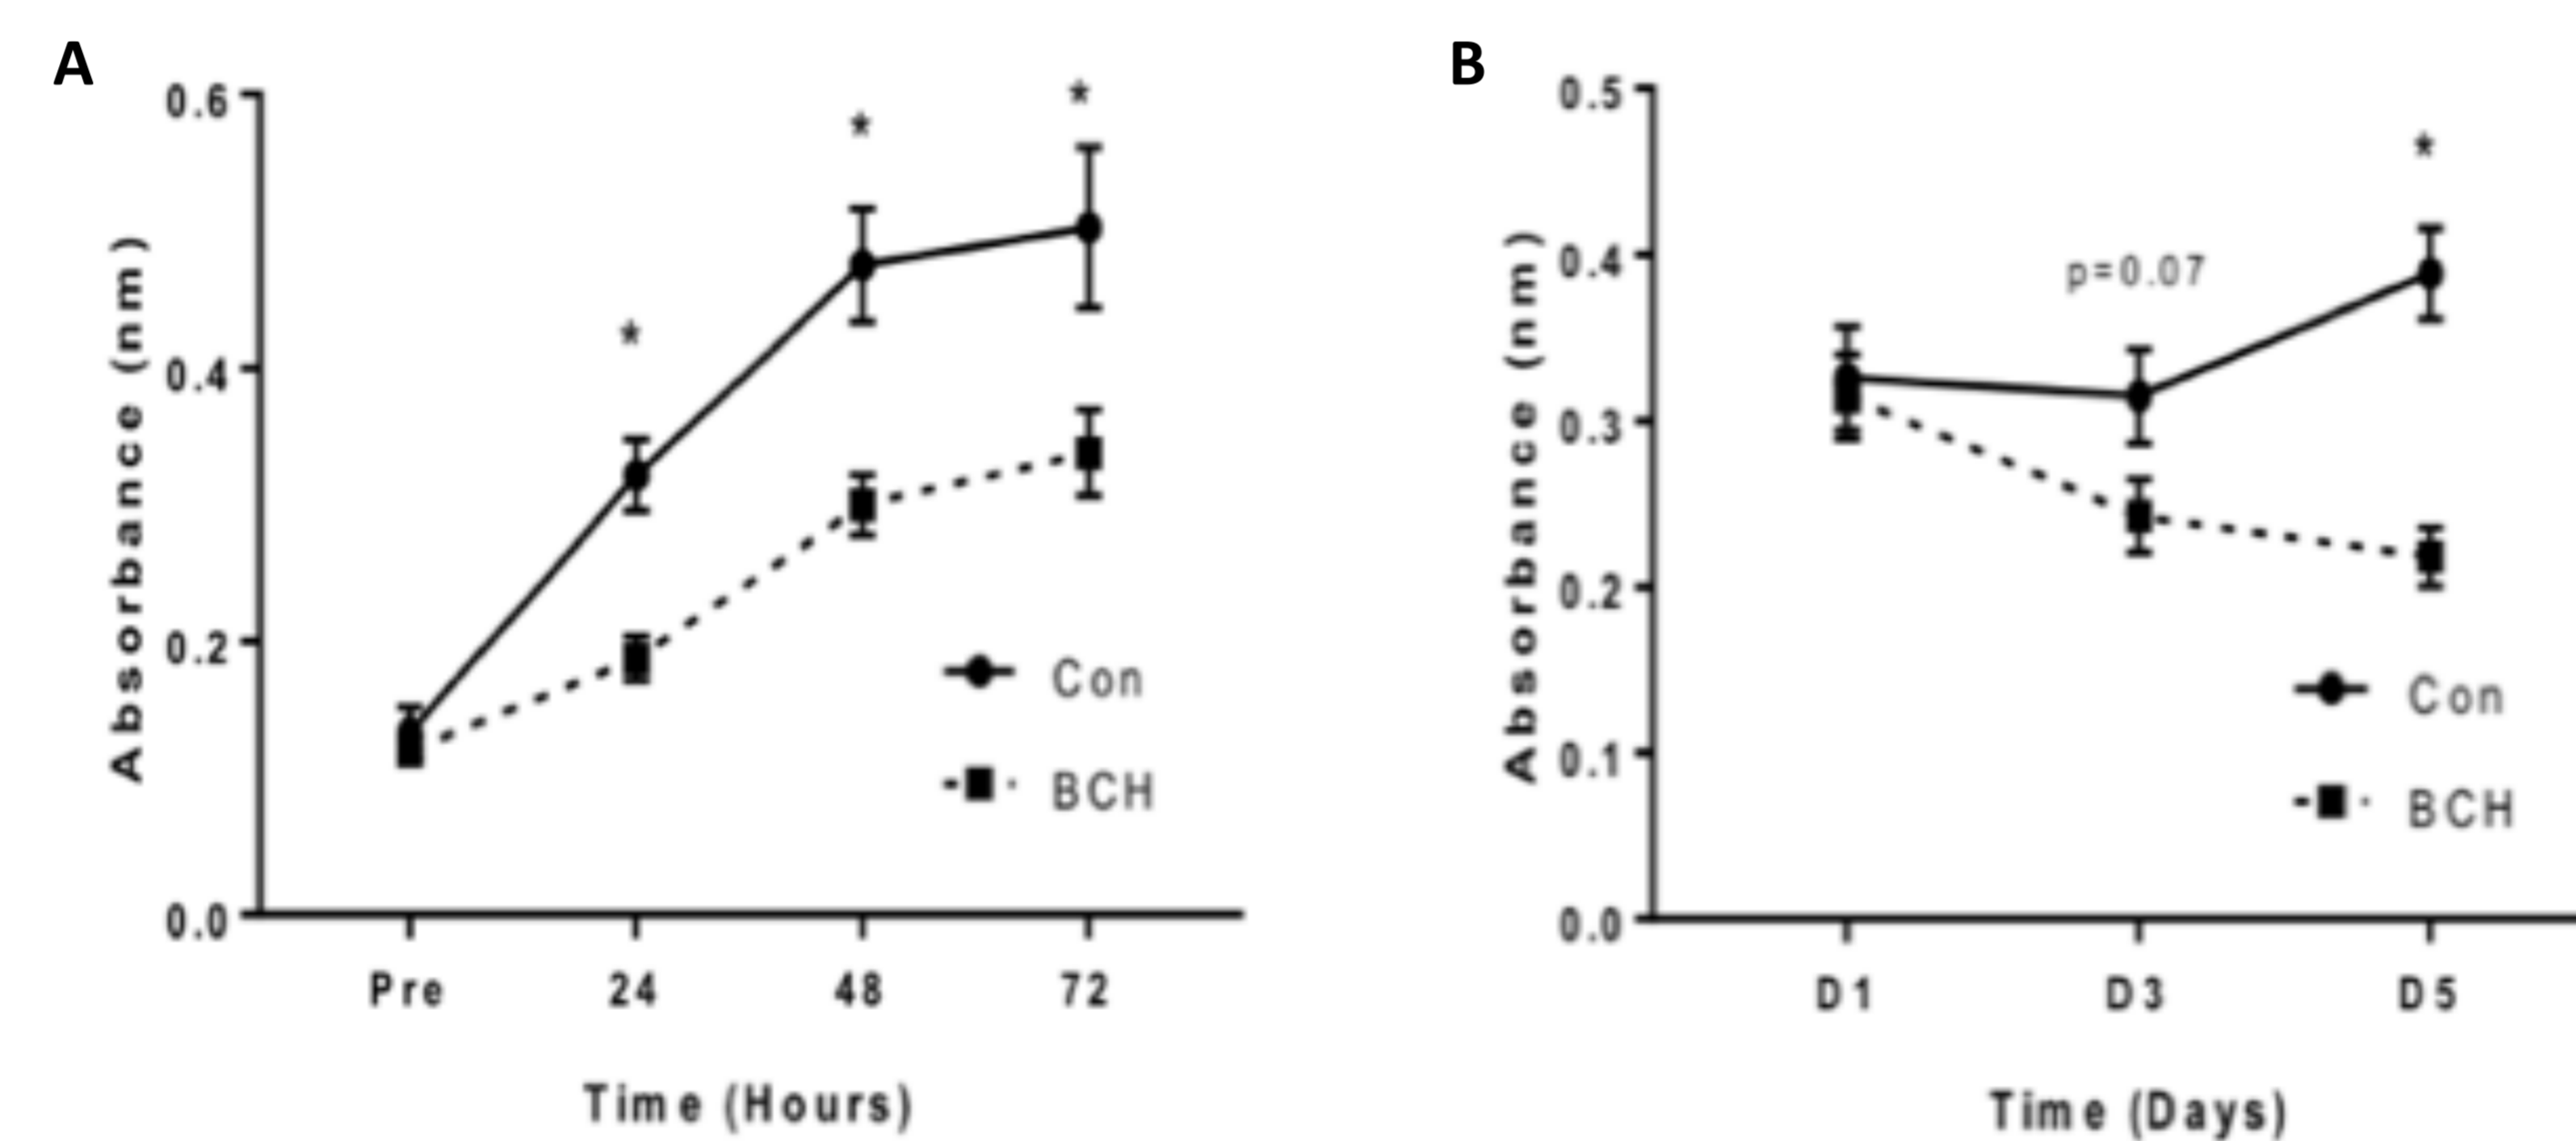 A
0.6
0.4
0.2
0.0
Absorbance (nm)
*
*
*
Con
BCH
Pre 24 48 72
Time (Hours)
B
0.5
0.4
0.3
0.2
0.1
0.0
Absorbance (nm)
p=0.07
*
Con
BCH
D1 D3 D5
Time (Days)